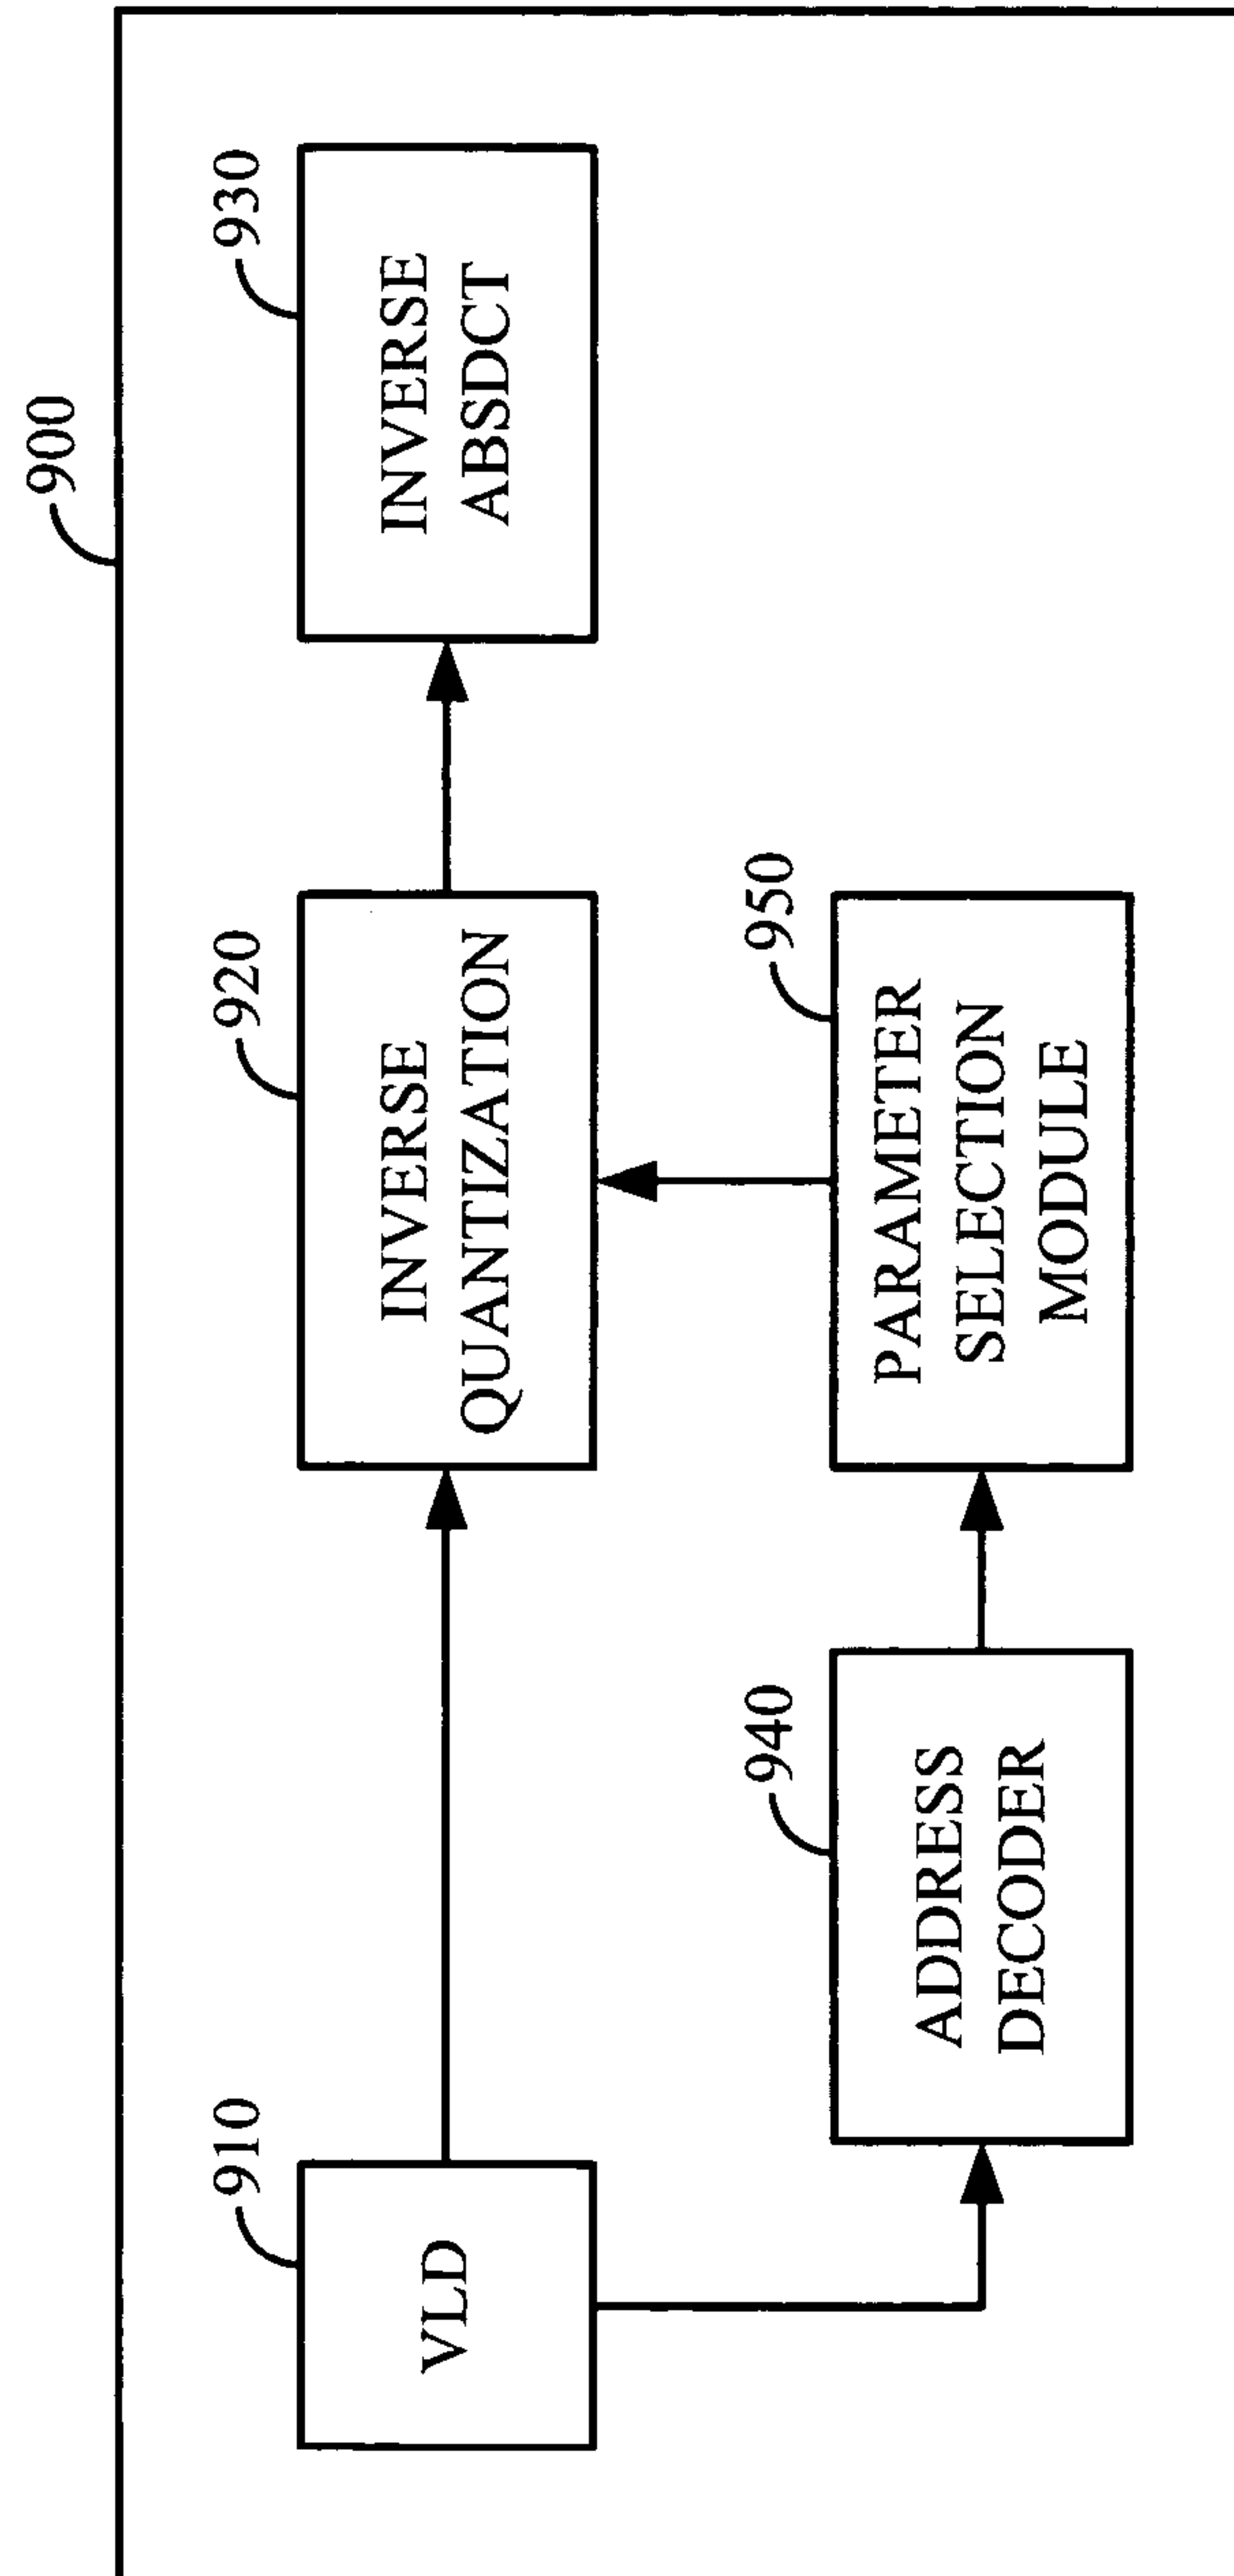 900
910
VLD
920
INVERSE
QUANTIZATION
930
INVERSE
ABSDCT
940
ADDRESS
DECODER
950
PARAMETER
SELECTION
MODULE